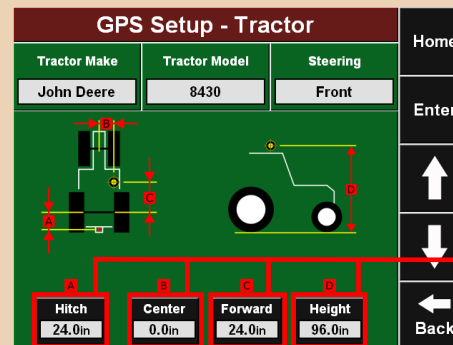 GPS Setup - Tractor
Home
Tractor Make
Tractor Model
Steering
John Deere
8430
Front
Enter
B
C
A
D
A
B
C
D
Hitch
Center
Forward
Height
24.0in
0.0in
24.0in
96.0in
Back